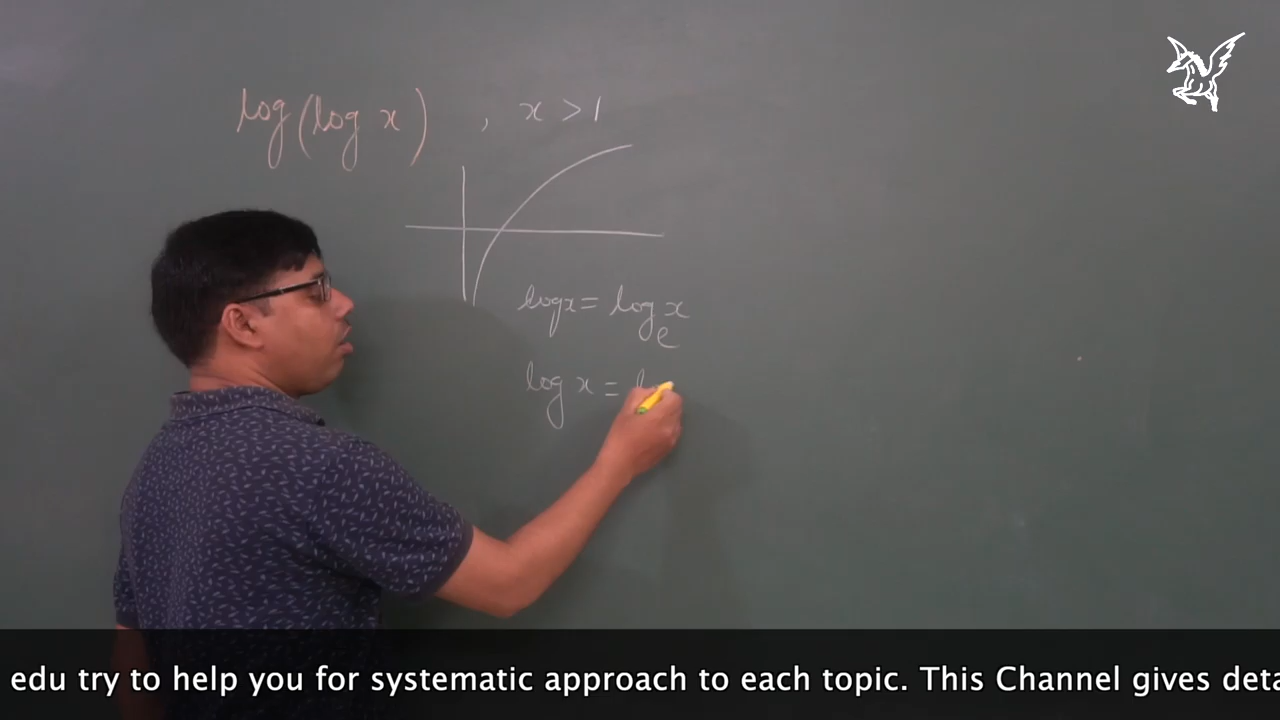 log (log x) , x > 1
log x = log_e x
log x =
edu try to help you for systematic approach to each topic. This Channel gives